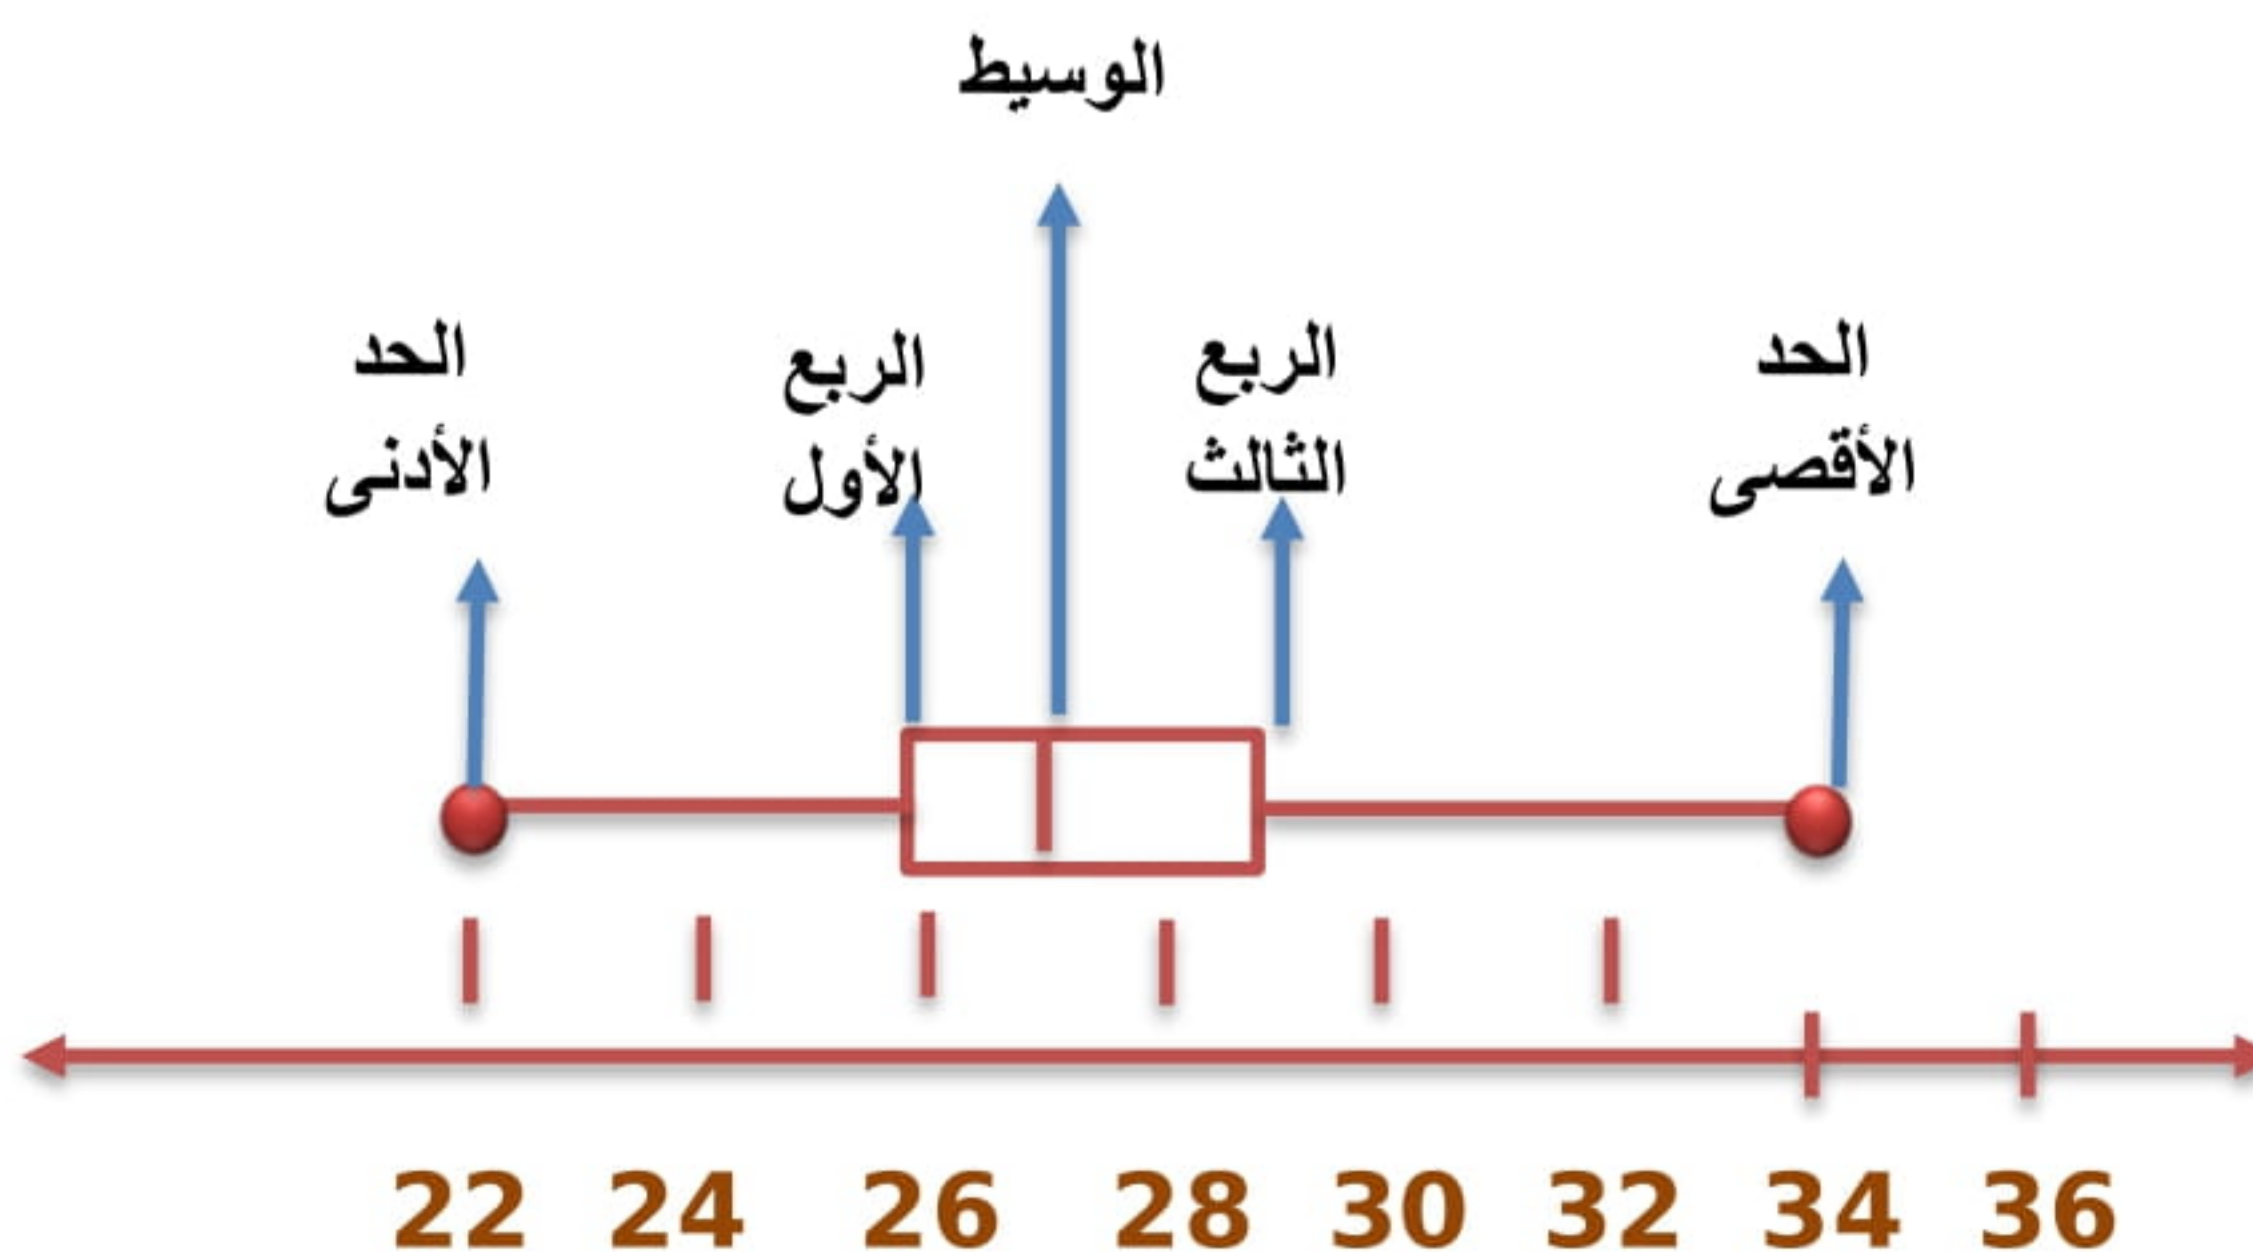 الوسيط
الحد
الأدنى
الربع
الأول
الربع
الثالث
الحد
الأقصى
22 24 26 28 30 32 34 36